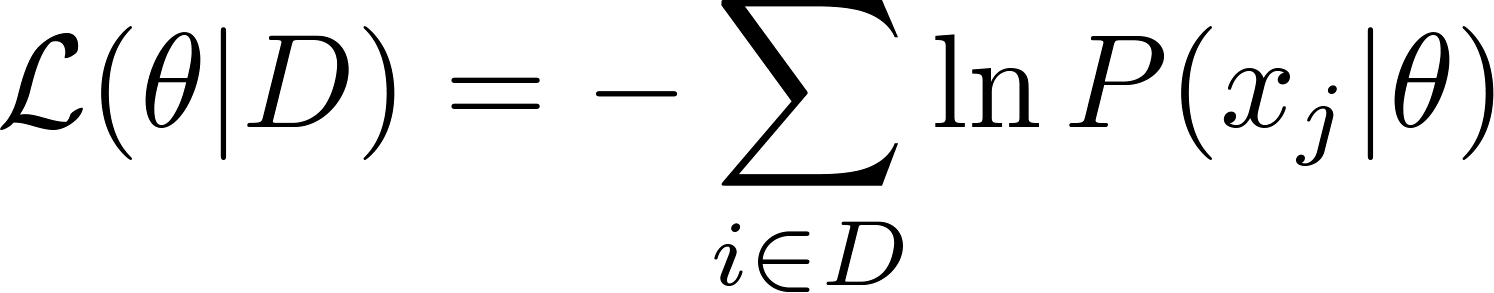 ℒ(θ|D) = −∑_{i∈D} ln P(x_j|θ)